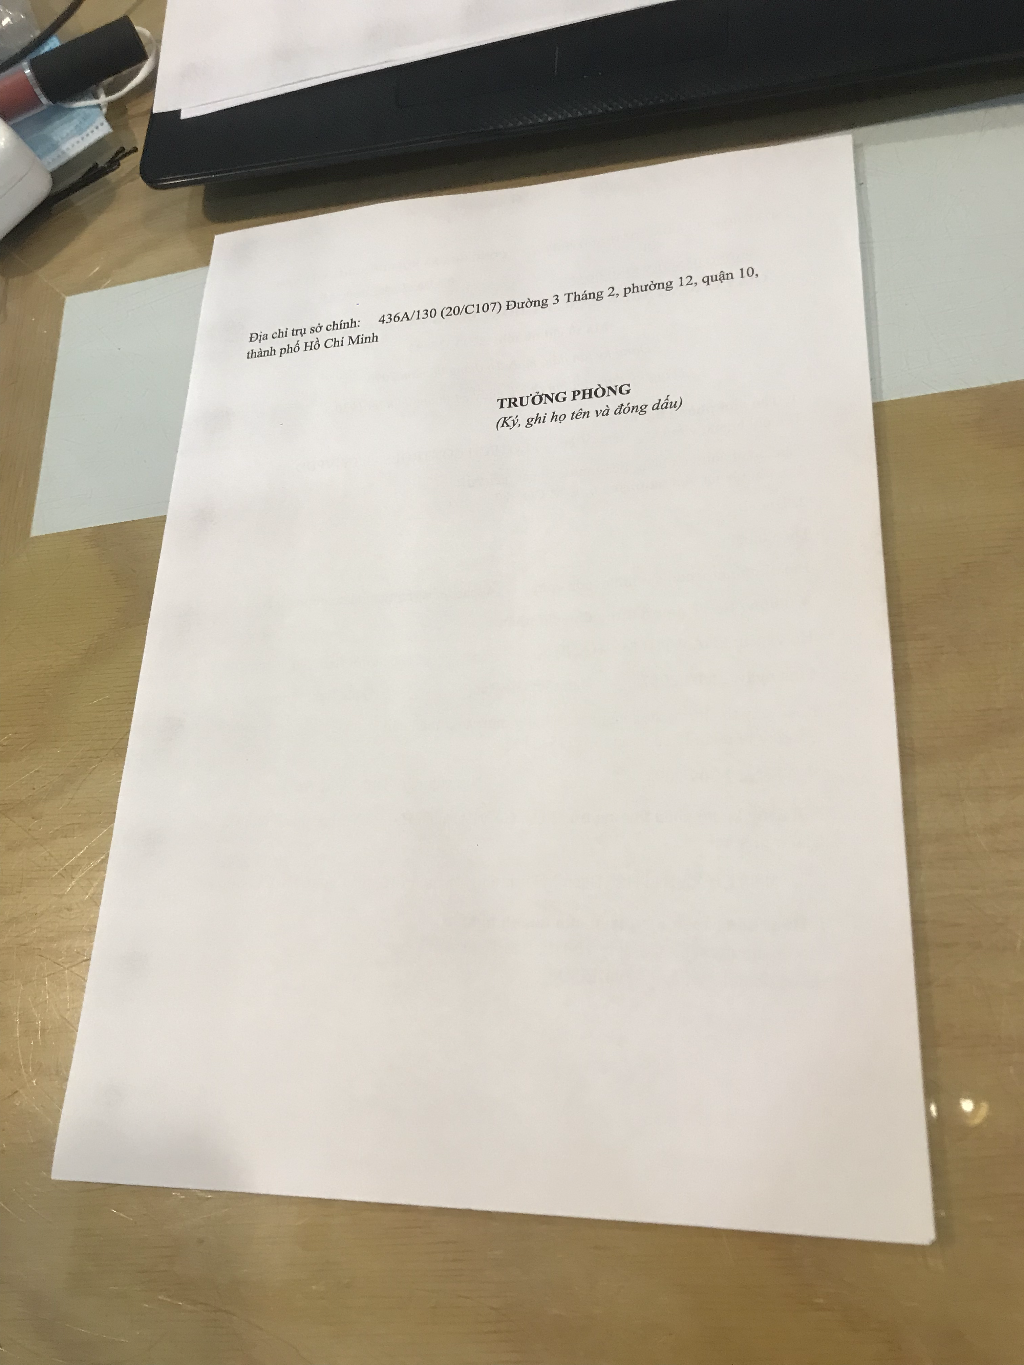 Địa chỉ trụ sở chính: 436A/130 (20/C107) Đường 3 Tháng 2, phường 12, quận 10,
thành phố Hồ Chí Minh
TRƯỞNG PHÒNG
(Ký, ghi họ tên và đóng dấu)